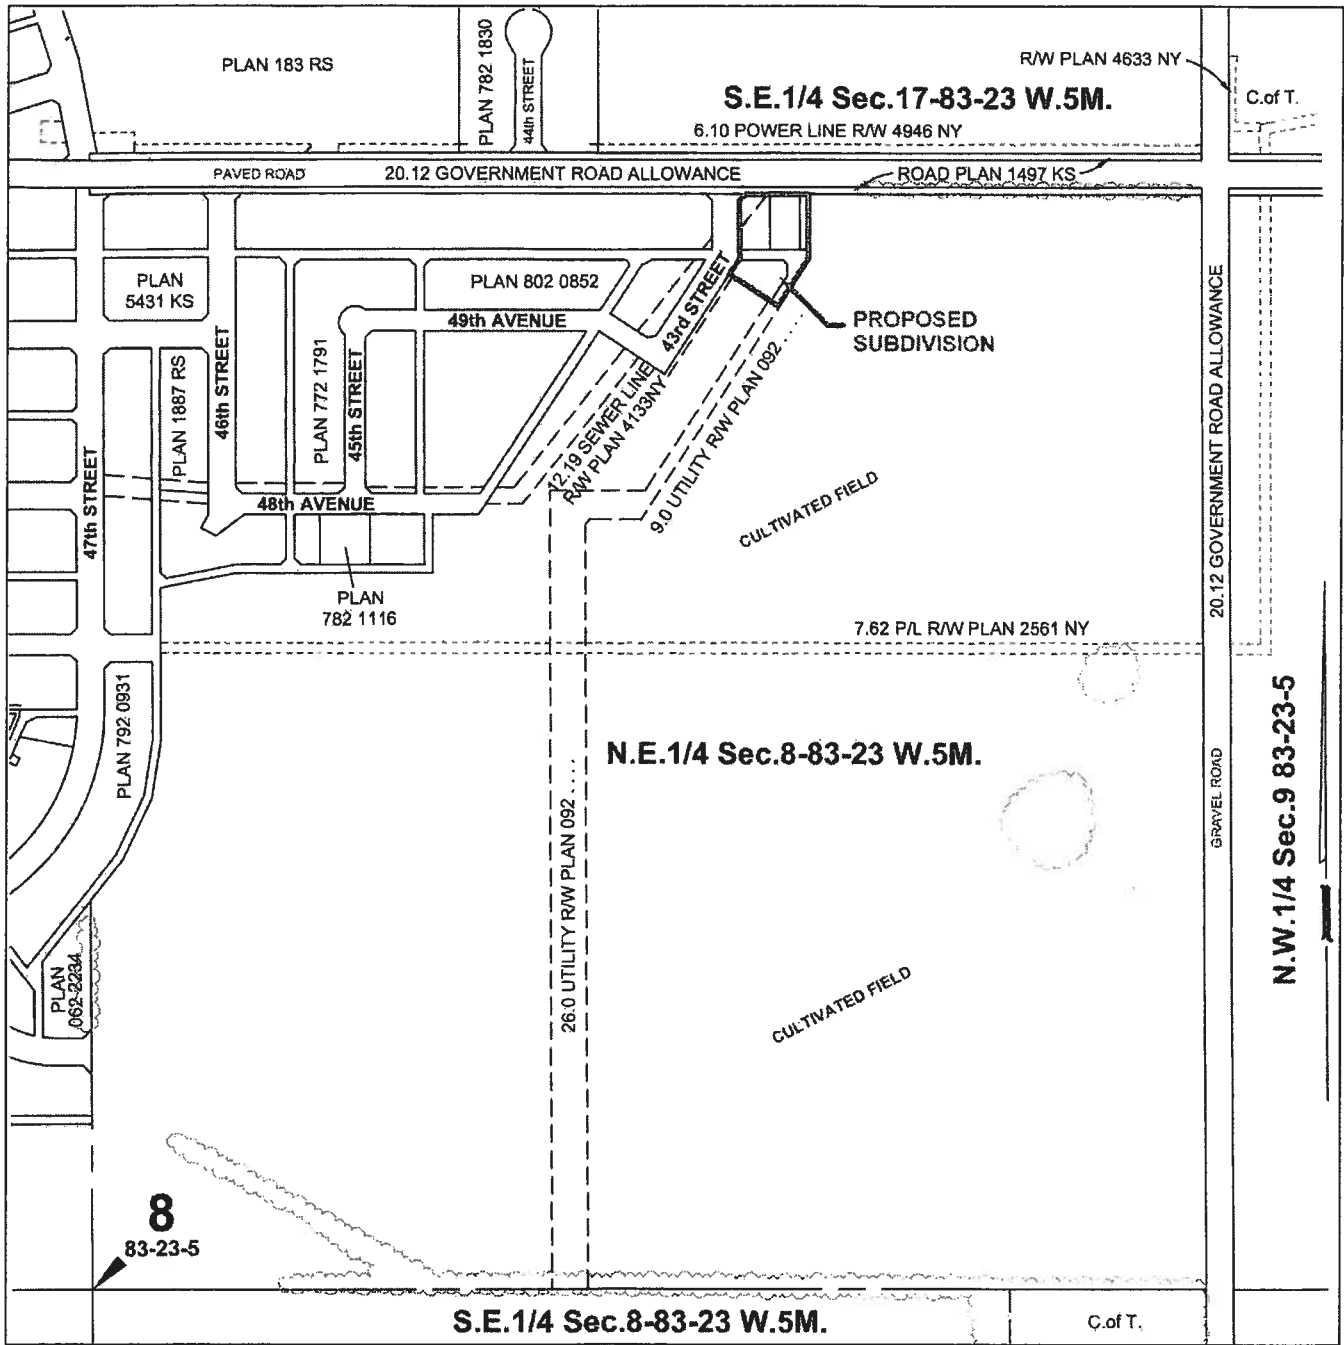 PLAN 183 RS
PLAN 782 1830
44th STREET
R/W PLAN 4633 NY
C.of T.
S.E.1/4 Sec.17-83-23 W.5M.
6.10 POWER LINE R/W 4946 NY
PAVED ROAD
20.12 GOVERNMENT ROAD ALLOWANCE
ROAD PLAN 1497 KS
PLAN
5431 KS
PLAN 802 0852
49th AVENUE
43rd STREET
PROPOSED
SUBDIVISION
PLAN 1887 RS
46th STREET
PLAN 772 1791
45th STREET
47th STREET
48th AVENUE
12.19 SEWER LINE
R/W PLAN 4133NY
9.0 UTILITY R/W PLAN 092 . . . . .
CULTIVATED FIELD
20.12 GOVERNMENT ROAD ALLOWANCE
PLAN
782 1116
7.62 P/L R/W PLAN 2561 NY
PLAN 792 0931
N.E.1/4 Sec.8-83-23 W.5M.
GRAVEL ROAD
N.W.1/4 Sec.9 83-23-5
26.0 UTILITY R/W PLAN 092 . . . .
PLAN
062-2234
CULTIVATED FIELD
8
83-23-5
S.E.1/4 Sec.8-83-23 W.5M.
C.of T.